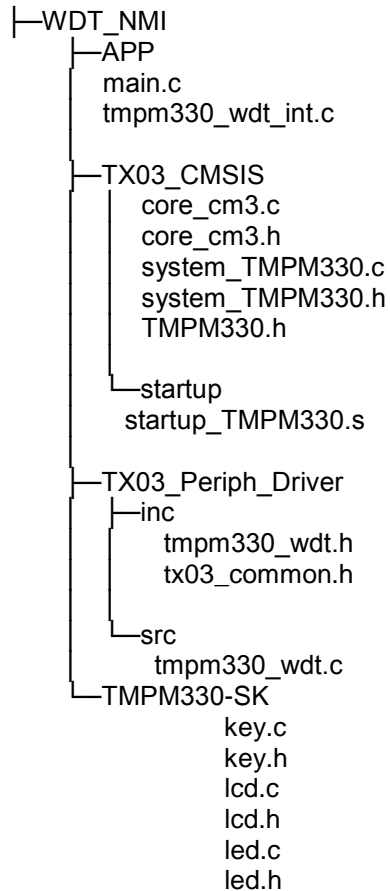 WDT_NMI
APP
main.c
tmpm330_wdt_int.c
TX03_CMSIS
core_cm3.c
core_cm3.h
system_TMPM330.c
system_TMPM330.h
TMPM330.h
startup
startup_TMPM330.s
TX03_Periph_Driver
inc
tmpm330_wdt.h
tx03_common.h
src
tmpm330_wdt.c
TMPM330-SK
key.c
key.h
lcd.c
lcd.h
led.c
led.h